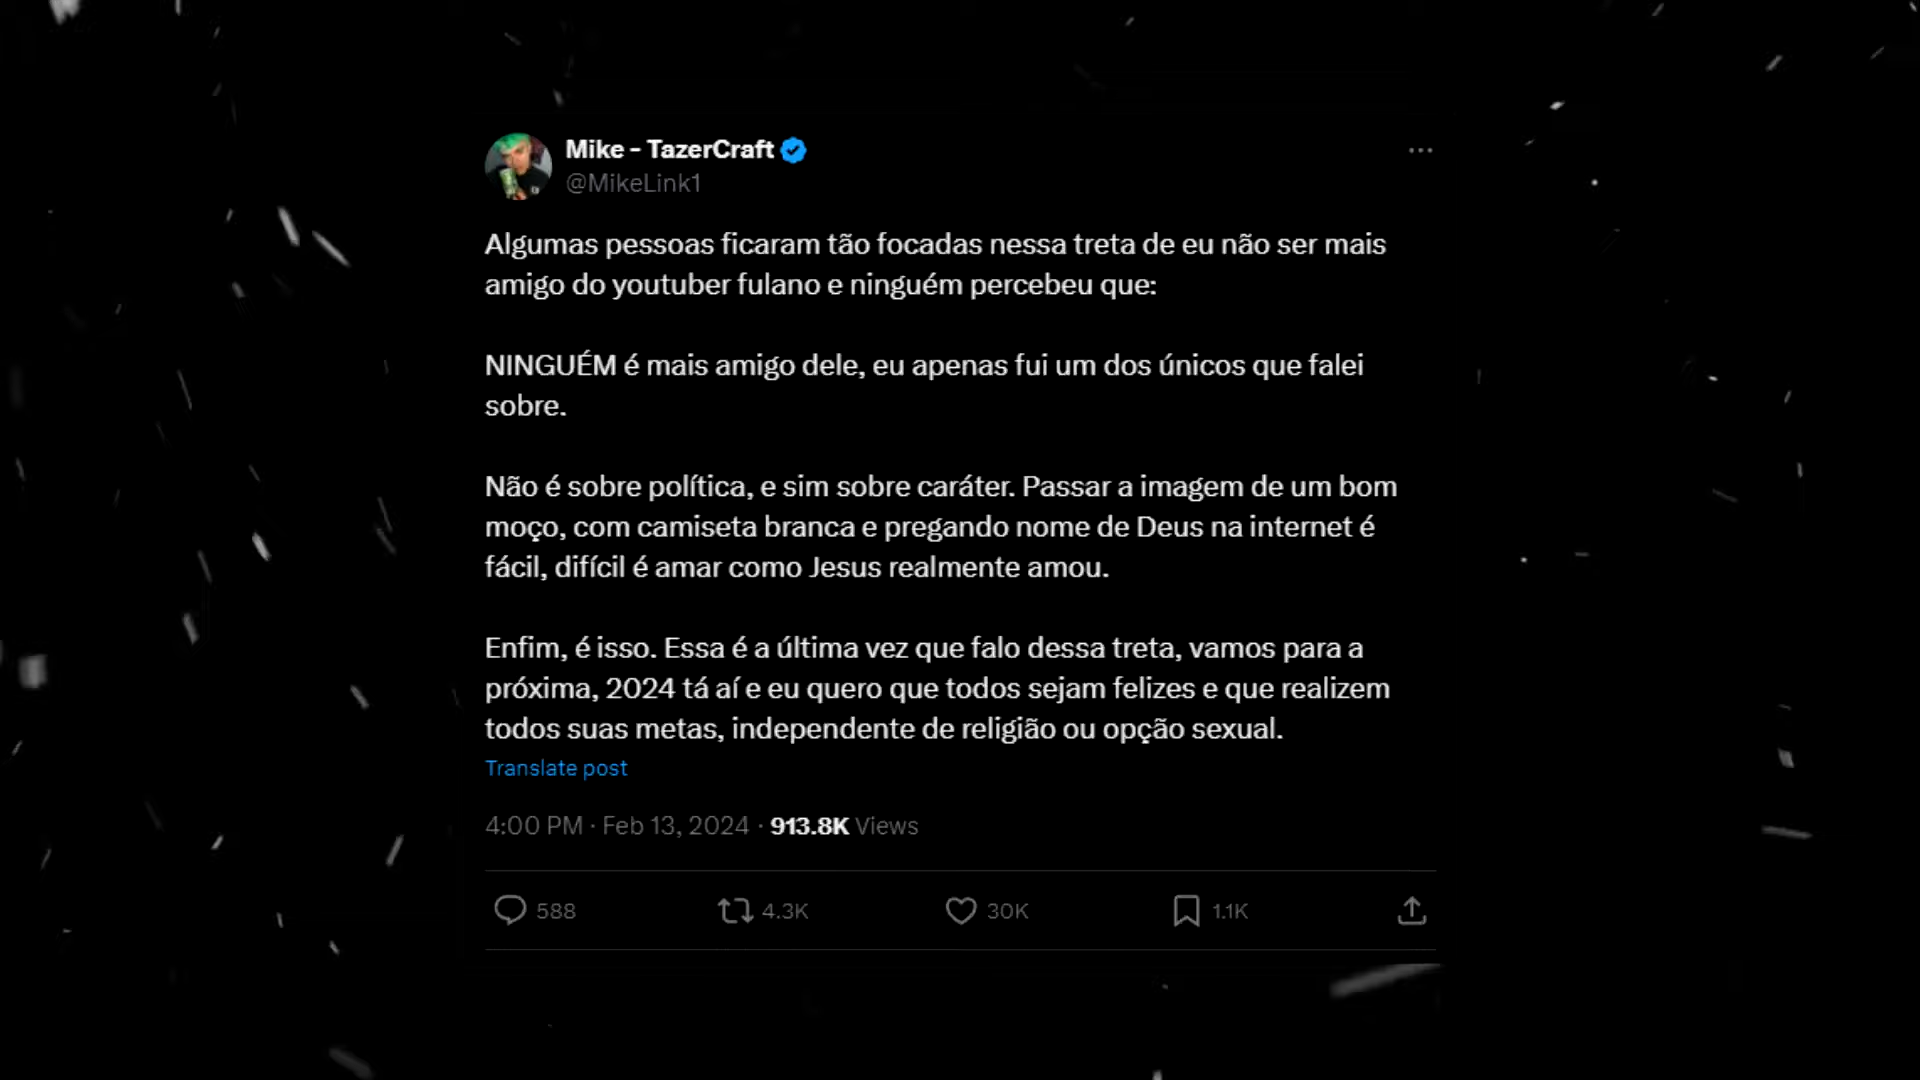 Mike - TazerCraft
@MikeLink1
Algumas pessoas ficaram tão focadas nessa treta de eu não ser mais
amigo do youtuber fulano e ninguém percebeu que:
NINGUÉM é mais amigo dele, eu apenas fui um dos únicos que falei
sobre.
Não é sobre política, e sim sobre caráter. Passar a imagem de um bom
moço, com camiseta branca e pregando nome de Deus na internet é
fácil, difícil é amar como Jesus realmente amou.
Enfim, é isso. Essa é a última vez que falo dessa treta, vamos para a
próxima, 2024 tá aí e eu quero que todos sejam felizes e que realizem
todos suas metas, independente de religião ou opção sexual.
Translate post
4:00 PM · Feb 13, 2024 · 913.8K Views
588 4.3K 30K 1.1K